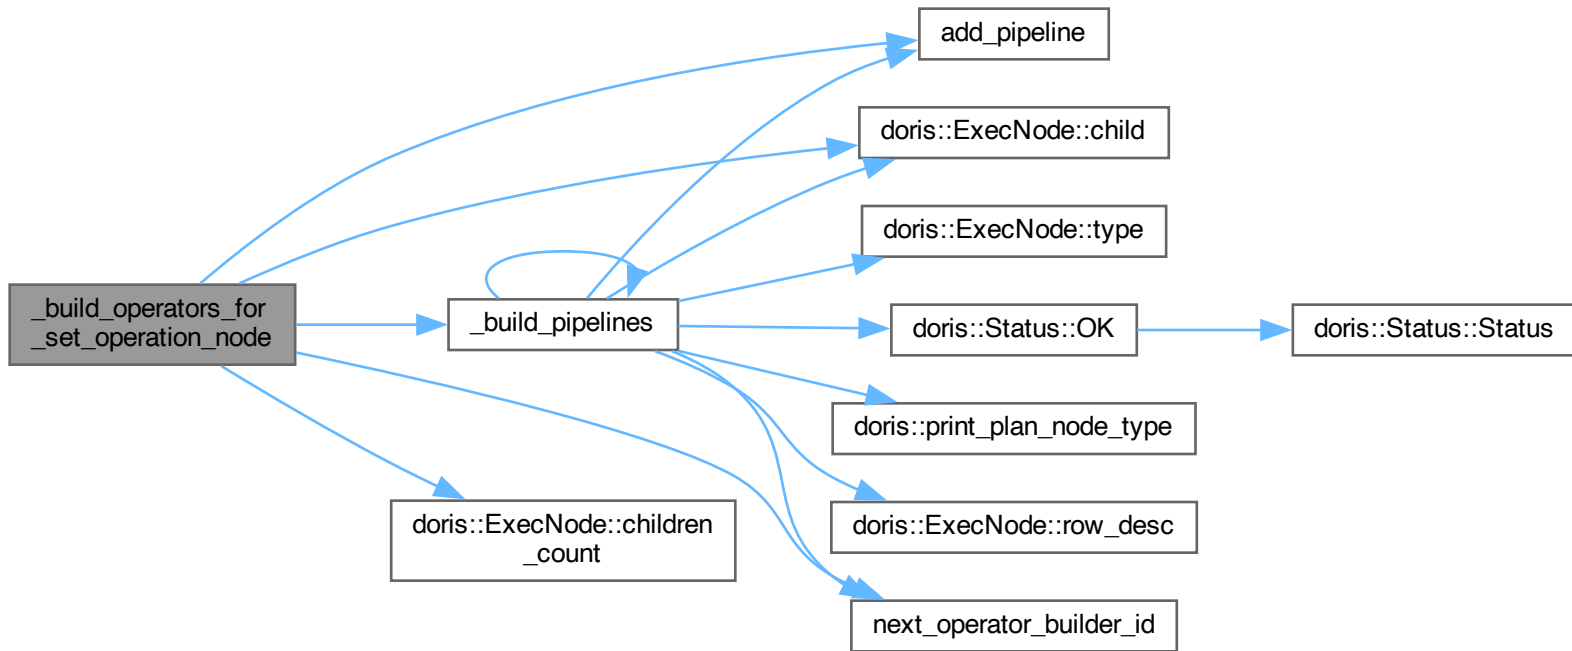 add_pipeline
doris::ExecNode::child
doris::ExecNode::type
_build_operators_for
_set_operation_node
_build_pipelines
doris::Status::OK
doris::Status::Status
doris::print_plan_node_type
doris::ExecNode::children
_count
doris::ExecNode::row_desc
next_operator_builder_id